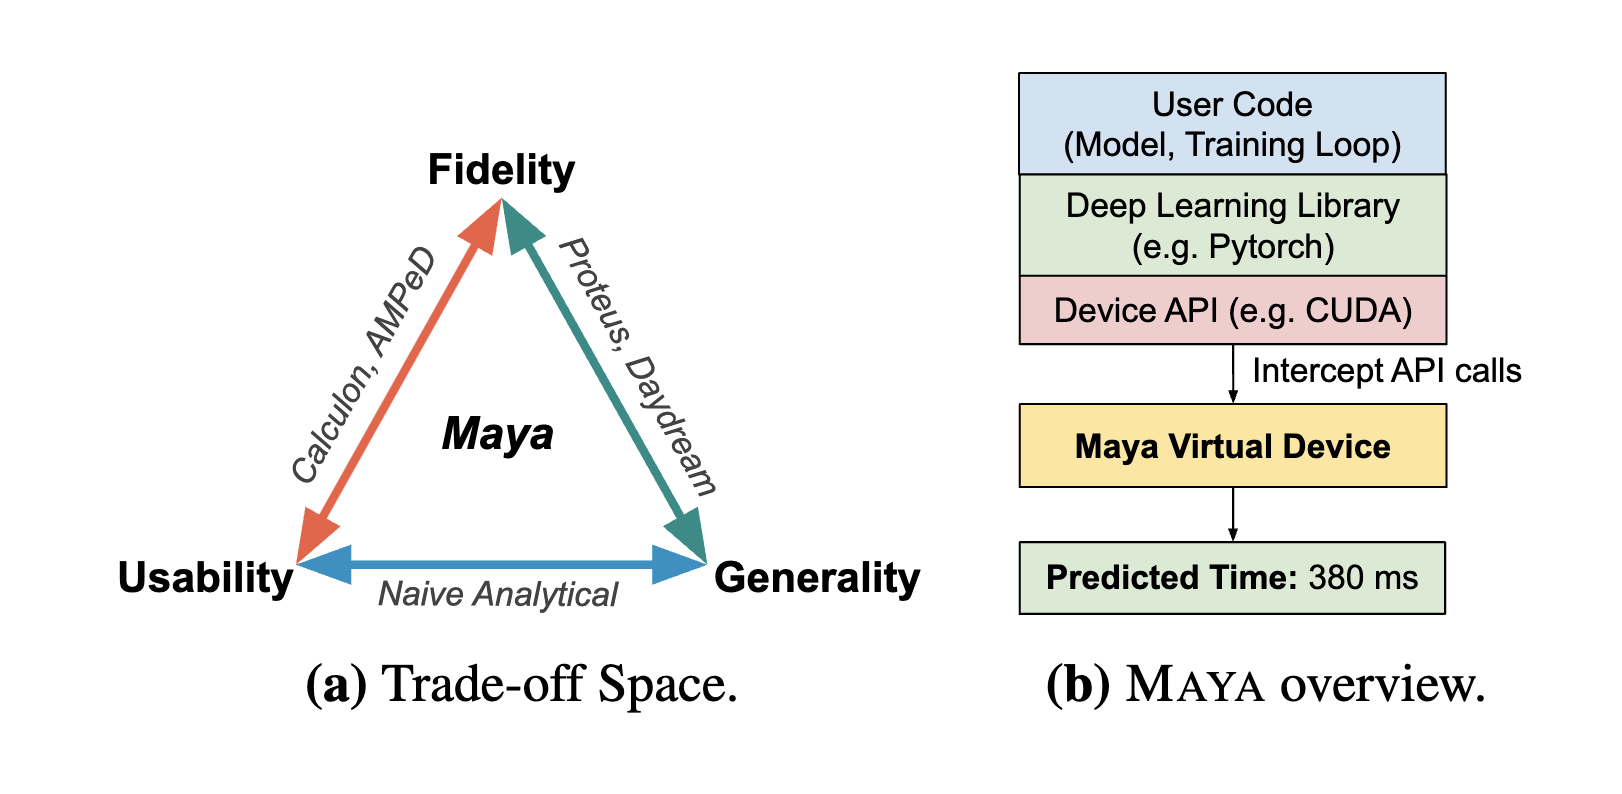 Fidelity
Calculon, AMPeD
Proteus, Daydream
Maya
Usability
Generality
Naive Analytical
(a) Trade-off Space.
User Code
(Model, Training Loop)
Deep Learning Library
(e.g. Pytorch)
Device API (e.g. CUDA)
Intercept API calls
Maya Virtual Device
Predicted Time: 380 ms
(b) MAYA overview.